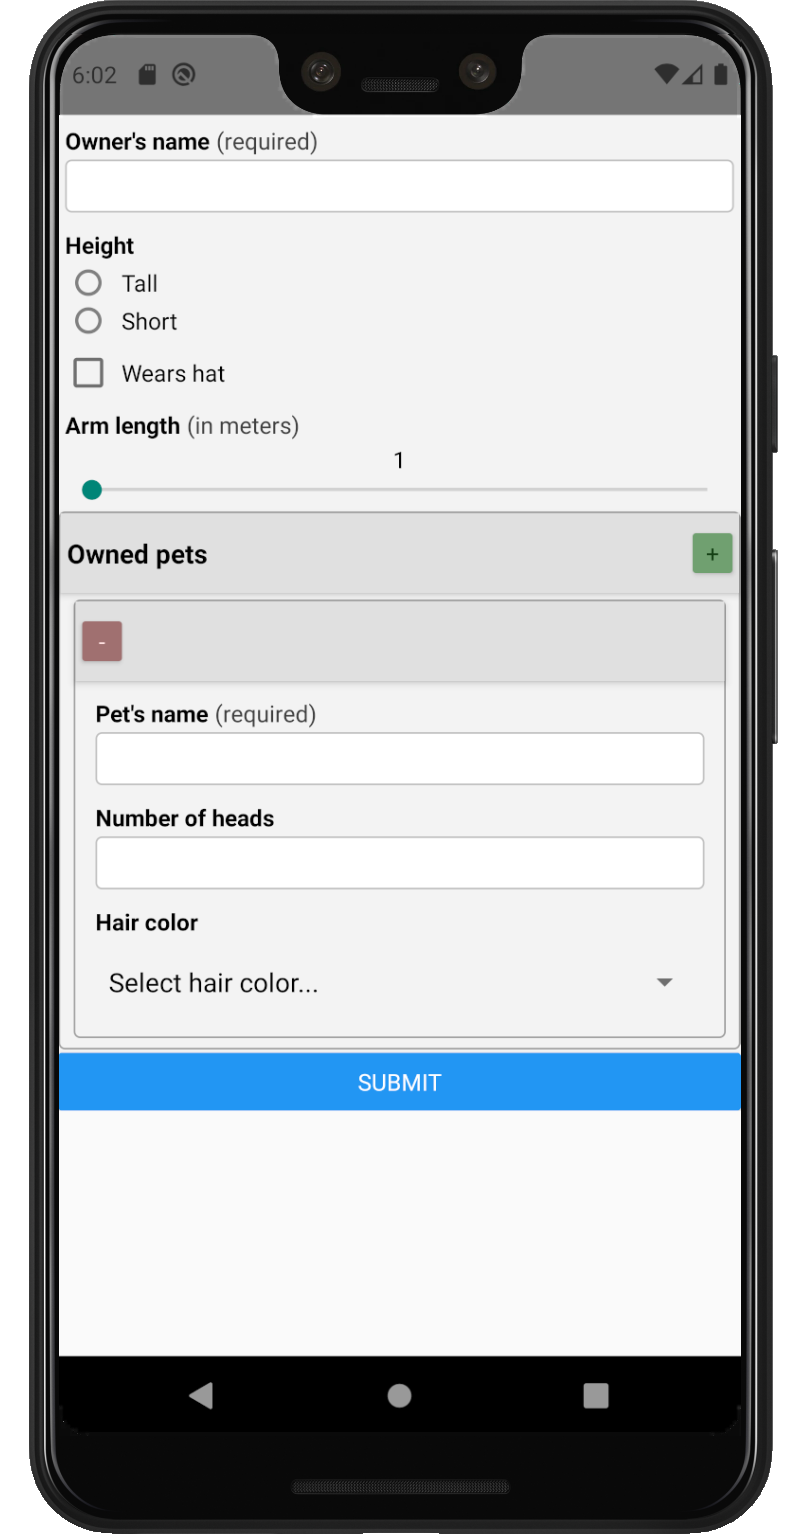 6:02
Owner's name (required)
Height
Tall
Short
Wears hat
Arm length (in meters)
1
Owned pets +
-
Pet's name (required)
Number of heads
Hair color
Select hair color...
SUBMIT